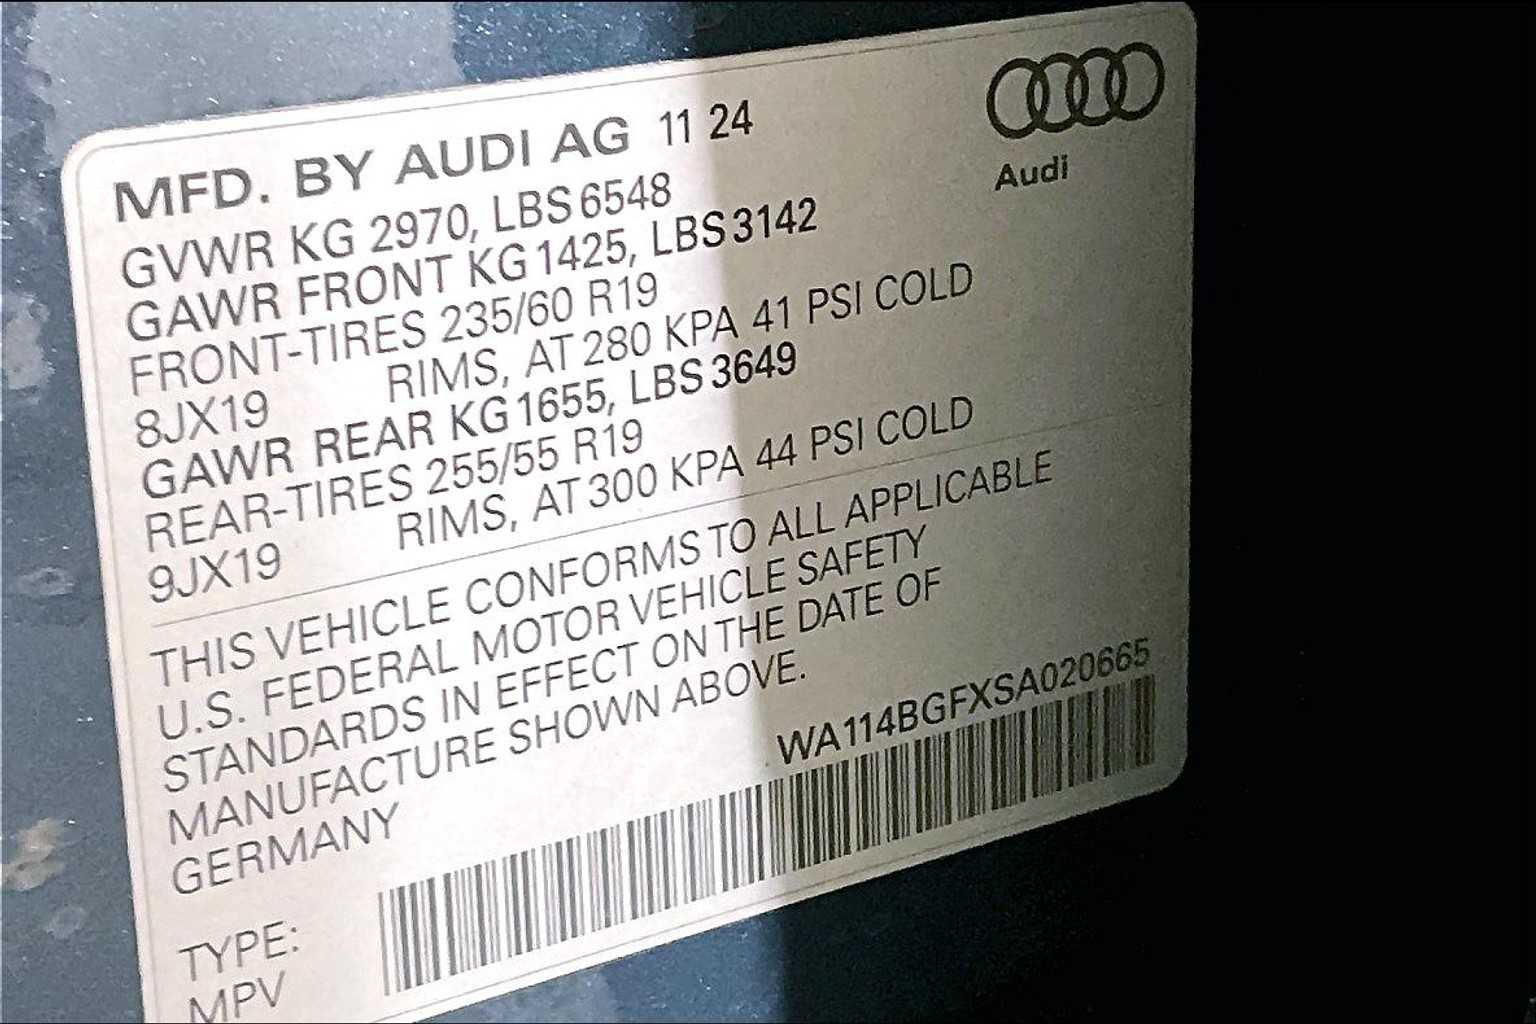 MFD. BY AUDI AG 11 24
Audi
GVWR KG 2970, LBS 6548
GAWR FRONT KG 1425, LBS 3142
FRONT-TIRES 235/60 R19
8JX19 RIMS, AT 280 KPA 41 PSI COLD
GAWR REAR KG 1655, LBS 3649
REAR-TIRES 255/55 R19
9JX19 RIMS, AT 300 KPA 44 PSI COLD
THIS VEHICLE CONFORMS TO ALL APPLICABLE
U.S. FEDERAL MOTOR VEHICLE SAFETY
STANDARDS IN EFFECT ON THE DATE OF
MANUFACTURE SHOWN ABOVE.
GERMANY
WA114BGFXSA020665
TYPE:
MPV